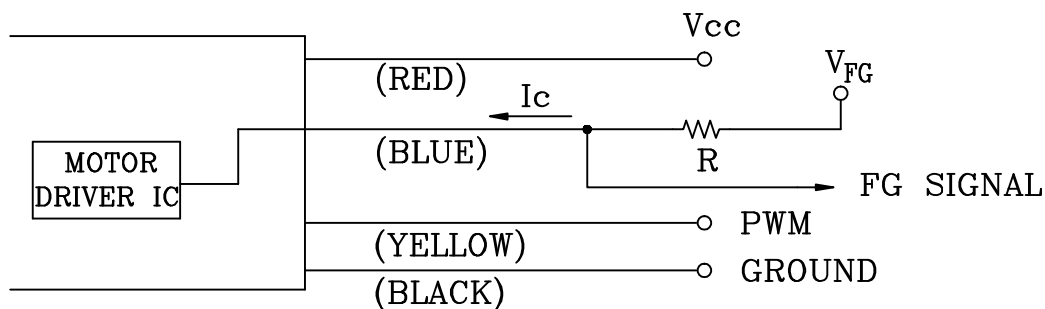 Vcc
(RED)
V_FG
Ic
(BLUE)
R
MOTOR
DRIVER IC
FG SIGNAL
PWM
(YELLOW)
GROUND
(BLACK)